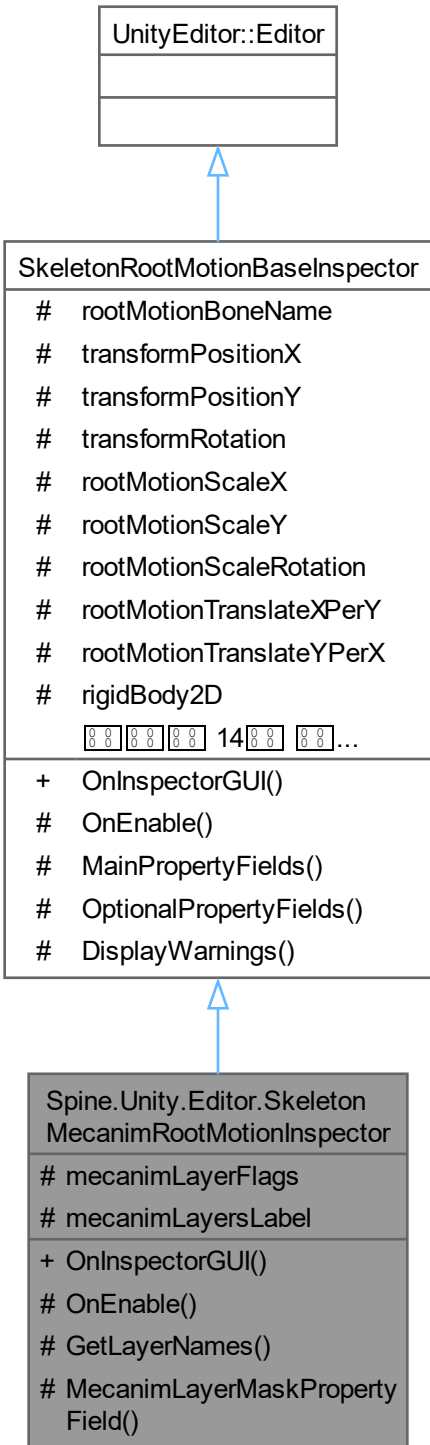 UnityEditor::Editor
SkeletonRootMotionBaseInspector
# rootMotionBoneName
# transformPositionX
# transformPositionY
# transformRotation
# rootMotionScaleX
# rootMotionScaleY
# rootMotionScaleRotation
# rootMotionTranslateXPerY
# rootMotionTranslateYPerX
# rigidBody2D
14 ...
+ OnInspectorGUI()
# OnEnable()
# MainPropertyFields()
# OptionalPropertyFields()
# DisplayWarnings()
Spine.Unity.Editor.Skeleton
MecanimRootMotionInspector
# mecanimLayerFlags
# mecanimLayersLabel
+ OnInspectorGUI()
# OnEnable()
# GetLayerNames()
# MecanimLayerMaskProperty
Field()